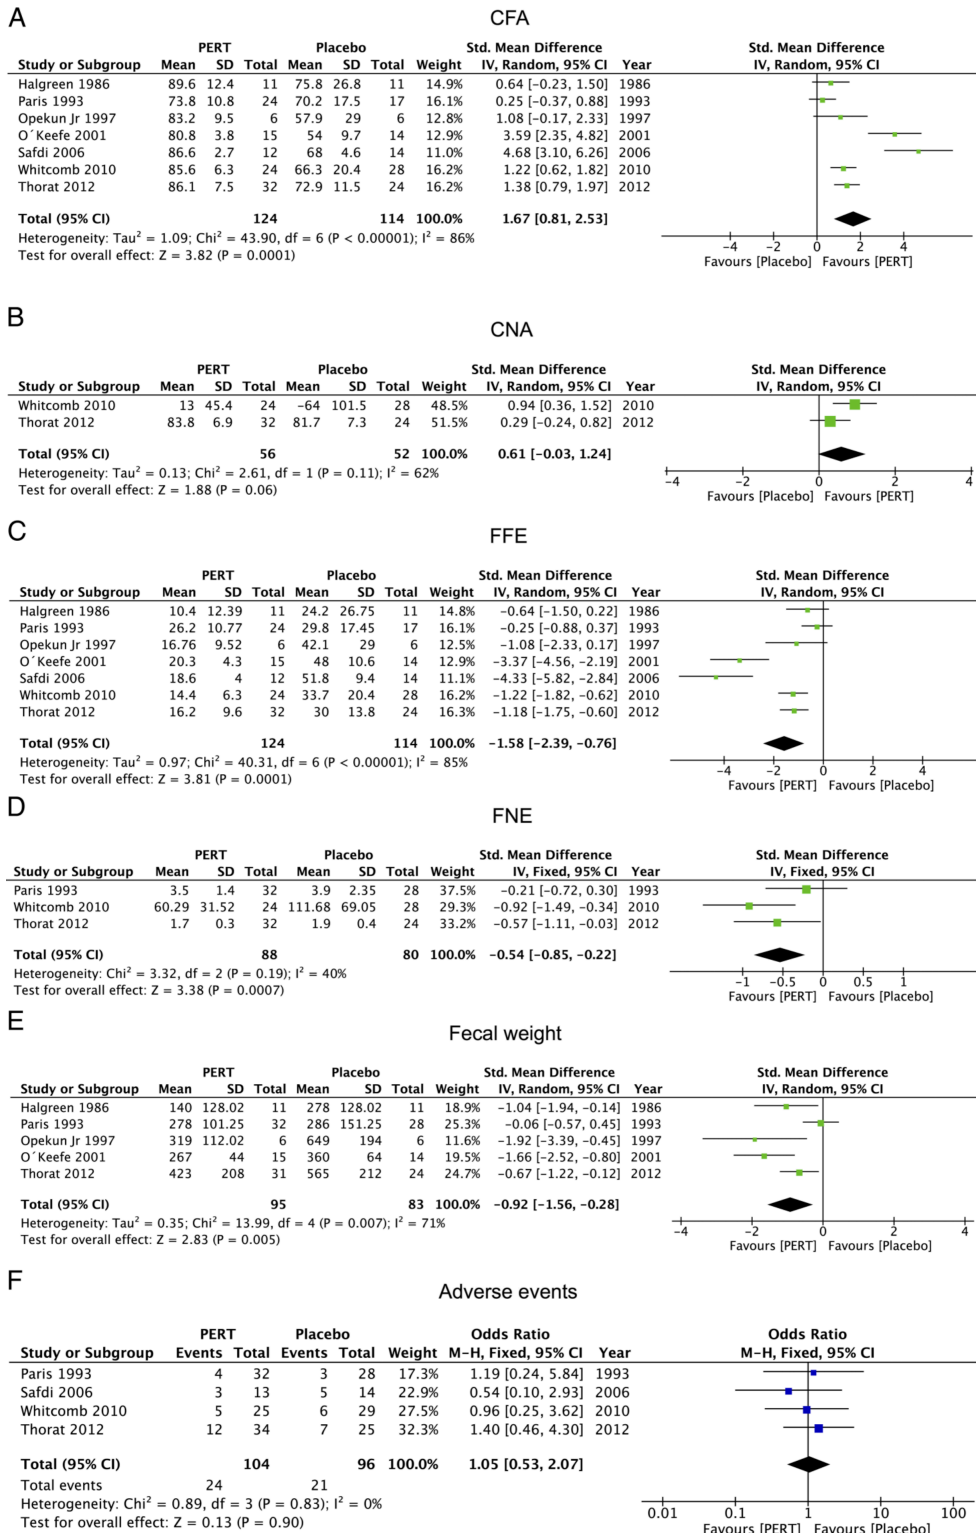 A
CFA
PERT Placebo Std. Mean Difference Std. Mean Difference
Study or Subgroup Mean SD Total Mean SD Total Weight IV, Random, 95% CI Year IV, Random, 95% CI
Halgreen 1986 89.6 12.4 11 75.8 26.8 11 14.9% 0.64 [-0.23, 1.50] 1986
Paris 1993 73.8 10.8 24 70.2 17.5 17 16.1% 0.25 [-0.37, 0.88] 1993
Opekun Jr 1997 83.2 9.5 6 57.9 29 6 12.8% 1.08 [-0.17, 2.33] 1997
O´Keefe 2001 80.8 3.8 15 54 9.7 14 12.9% 3.59 [2.35, 4.82] 2001
Safdi 2006 86.6 2.7 12 68 4.6 14 11.0% 4.68 [3.10, 6.26] 2006
Whitcomb 2010 85.6 6.3 24 66.3 20.4 28 16.2% 1.22 [0.62, 1.82] 2010
Thorat 2012 86.1 7.5 32 72.9 11.5 24 16.2% 1.38 [0.79, 1.97] 2012
Total (95% CI) 124 114 100.0% 1.67 [0.81, 2.53]
Heterogeneity: Tau² = 1.09; Chi² = 43.90, df = 6 (P < 0.00001); I² = 86%
Test for overall effect: Z = 3.82 (P = 0.0001)
-4 -2 0 2 4
Favours [Placebo] Favours [PERT]
B
CNA
PERT Placebo Std. Mean Difference Std. Mean Difference
Study or Subgroup Mean SD Total Mean SD Total Weight IV, Random, 95% CI Year IV, Random, 95% CI
Whitcomb 2010 13 45.4 24 -64 101.5 28 48.5% 0.94 [0.36, 1.52] 2010
Thorat 2012 83.8 6.9 32 81.7 7.3 24 51.5% 0.29 [-0.24, 0.82] 2012
Total (95% CI) 56 52 100.0% 0.61 [-0.03, 1.24]
Heterogeneity: Tau² = 0.13; Chi² = 2.61, df = 1 (P = 0.11); I² = 62%
Test for overall effect: Z = 1.88 (P = 0.06)
-4 -2 0 2 4
Favours [Placebo] Favours [PERT]
C
FFE
PERT Placebo Std. Mean Difference Std. Mean Difference
Study or Subgroup Mean SD Total Mean SD Total Weight IV, Random, 95% CI Year IV, Random, 95% CI
Halgreen 1986 10.4 12.39 11 24.2 26.75 11 14.8% -0.64 [-1.50, 0.22] 1986
Paris 1993 26.2 10.77 24 29.8 17.45 17 16.1% -0.25 [-0.88, 0.37] 1993
Opekun Jr 1997 16.76 9.52 6 42.1 29 6 12.5% -1.08 [-2.33, 0.17] 1997
O´Keefe 2001 20.3 4.3 15 48 10.6 14 12.9% -3.37 [-4.56, -2.19] 2001
Safdi 2006 18.6 4 12 51.8 9.4 14 11.1% -4.33 [-5.82, -2.84] 2006
Whitcomb 2010 14.4 6.3 24 33.7 20.4 28 16.2% -1.22 [-1.82, -0.62] 2010
Thorat 2012 16.2 9.6 32 30 13.8 24 16.3% -1.18 [-1.75, -0.60] 2012
Total (95% CI) 124 114 100.0% -1.58 [-2.39, -0.76]
Heterogeneity: Tau² = 0.97; Chi² = 40.31, df = 6 (P < 0.00001); I² = 85%
Test for overall effect: Z = 3.81 (P = 0.0001)
-4 -2 0 2 4
Favours [PERT] Favours [Placebo]
D
FNE
PERT Placebo Std. Mean Difference Std. Mean Difference
Study or Subgroup Mean SD Total Mean SD Total Weight IV, Fixed, 95% CI Year IV, Fixed, 95% CI
Paris 1993 3.5 1.4 32 3.9 2.35 28 37.5% -0.21 [-0.72, 0.30] 1993
Whitcomb 2010 60.29 31.52 24 111.68 69.05 28 29.3% -0.92 [-1.49, -0.34] 2010
Thorat 2012 1.7 0.3 32 1.9 0.4 24 33.2% -0.57 [-1.11, -0.03] 2012
Total (95% CI) 88 80 100.0% -0.54 [-0.85, -0.22]
Heterogeneity: Chi² = 3.32, df = 2 (P = 0.19); I² = 40%
Test for overall effect: Z = 3.38 (P = 0.0007)
-1 -0.5 0 0.5 1
Favours [PERT] Favours [Placebo]
E
Fecal weight
PERT Placebo Std. Mean Difference Std. Mean Difference
Study or Subgroup Mean SD Total Mean SD Total Weight IV, Random, 95% CI Year IV, Random, 95% CI
Halgreen 1986 140 128.02 11 278 128.02 11 18.9% -1.04 [-1.94, -0.14] 1986
Paris 1993 278 101.25 32 286 151.25 28 25.3% -0.06 [-0.57, 0.45] 1993
Opekun Jr 1997 319 112.02 6 649 194 6 11.6% -1.92 [-3.39, -0.45] 1997
O´Keefe 2001 267 44 15 360 64 14 19.5% -1.66 [-2.52, -0.80] 2001
Thorat 2012 423 208 31 565 212 24 24.7% -0.67 [-1.22, -0.12] 2012
Total (95% CI) 95 83 100.0% -0.92 [-1.56, -0.28]
Heterogeneity: Tau² = 0.35; Chi² = 13.99, df = 4 (P = 0.007); I² = 71%
Test for overall effect: Z = 2.83 (P = 0.005)
-4 -2 0 2 4
Favours [PERT] Favours [Placebo]
F
Adverse events
PERT Placebo Odds Ratio Odds Ratio
Study or Subgroup Events Total Events Total Weight M-H, Fixed, 95% CI Year M-H, Fixed, 95% CI
Paris 1993 4 32 3 28 17.3% 1.19 [0.24, 5.84] 1993
Safdi 2006 3 13 5 14 22.9% 0.54 [0.10, 2.93] 2006
Whitcomb 2010 5 25 6 29 27.5% 0.96 [0.25, 3.62] 2010
Thorat 2012 12 34 7 25 32.3% 1.40 [0.46, 4.30] 2012
Total (95% CI) 104 96 100.0% 1.05 [0.53, 2.07]
Total events 24 21
Heterogeneity: Chi² = 0.89, df = 3 (P = 0.83); I² = 0%
Test for overall effect: Z = 0.13 (P = 0.90)
0.01 0.1 1 10 100
Favours [PERT] Favours [Placebo]